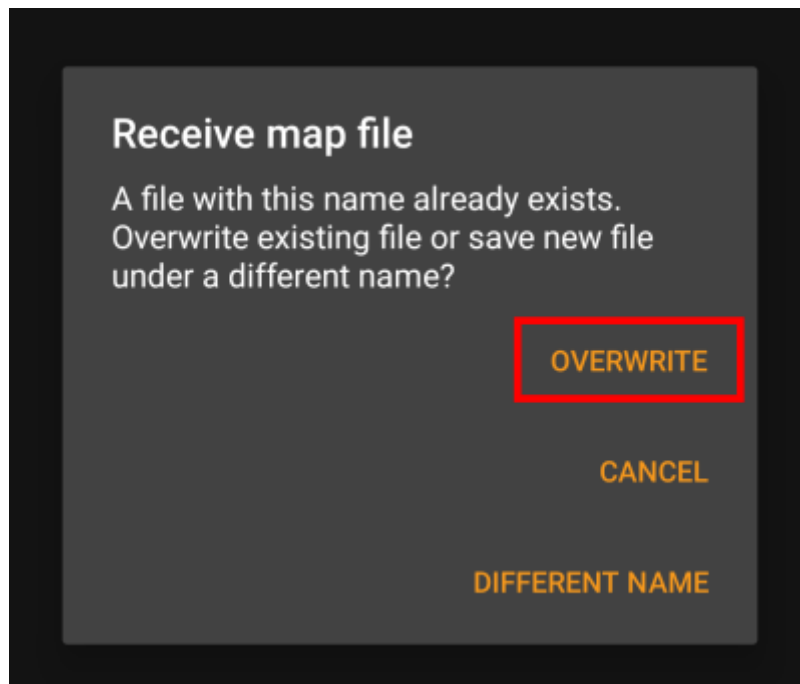 Receive map file
A file with this name already exists.
Overwrite existing file or save new file
under a different name?
OVERWRITE
CANCEL
DIFFERENT NAME